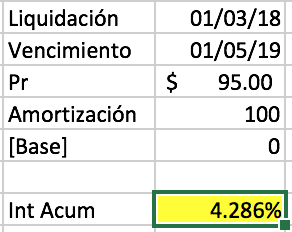 Liquidación 01/03/18
Vencimiento 01/05/19
Pr $ 95.00
Amortización 100
[Base] 0
Int Acum 4.286%